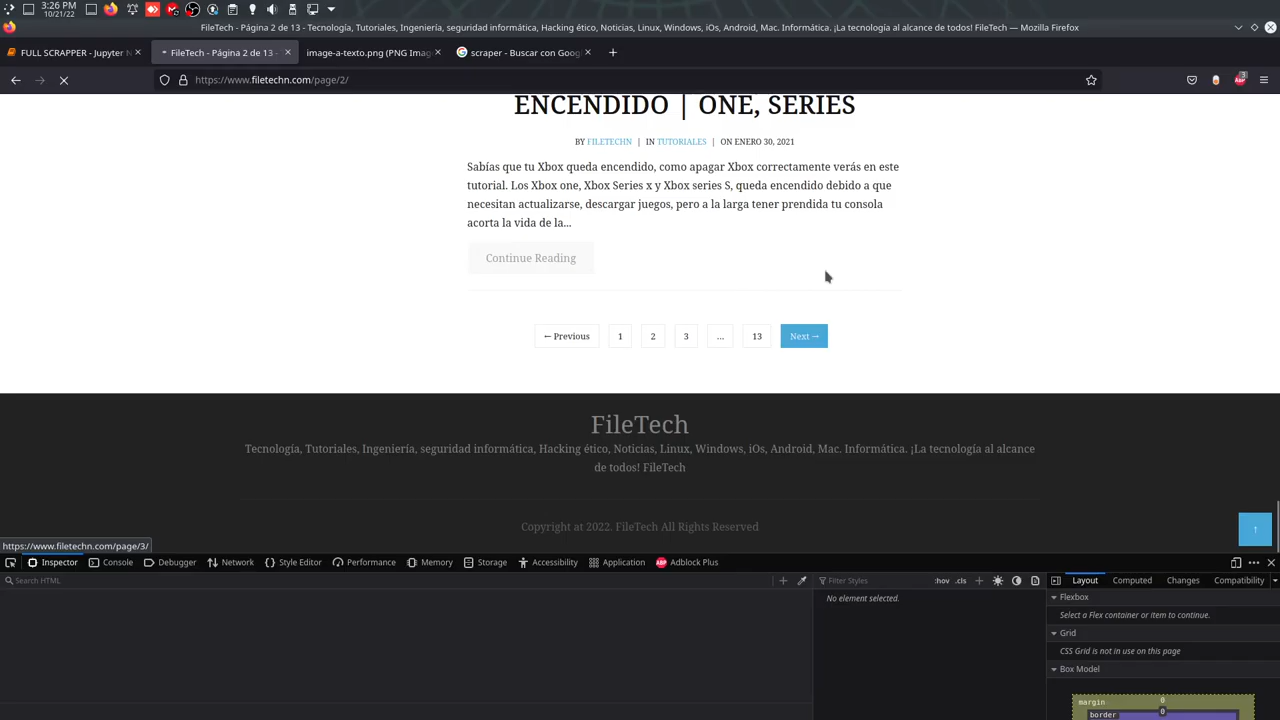 3:26 PM
10/21/22
FileTech - Página 2 de 13 - Tecnología, Tutoriales, Ingeniería, seguridad informática, Hacking ético, Noticias, Linux, Windows, iOs, Android, Mac. Informática. ¡La tecnología al alcance de todos! FileTech — Mozilla Firefox
FULL SCRAPPER - Jupyter N
FileTech - Página 2 de 13 -
image-a-texto.png (PNG Imag
scraper - Buscar con Goog
https://www.filetechn.com/page/2/
3
ENCENDIDO | ONE, SERIES
BY FILETECHN | IN TUTORIALES | ON ENERO 30, 2021
Sabías que tu Xbox queda encendido, como apagar Xbox correctamente verás en este
tutorial. Los Xbox one, Xbox Series x y Xbox series S, queda encendido debido a que
necesitan actualizarse, descargar juegos, pero a la larga tener prendida tu consola
acorta la vida de la...
Continue Reading
← Previous 1 2 3 ... 13 Next →
FileTech
Tecnología, Tutoriales, Ingeniería, seguridad informática, Hacking ético, Noticias, Linux, Windows, iOs, Android, Mac. Informática. ¡La tecnología al alcance
de todos! FileTech
Copyright at 2022. FileTech All Rights Reserved
↑
https://www.filetechn.com/page/3/
Inspector Console Debugger Network Style Editor Performance Memory Storage Accessibility Application Adblock Plus
Search HTML
Filter Styles :hov .cls
Layout Computed Changes Compatibility
No element selected.
Flexbox
Select a Flex container or item to continue.
Grid
CSS Grid is not in use on this page
Box Model
margin 0
border 0